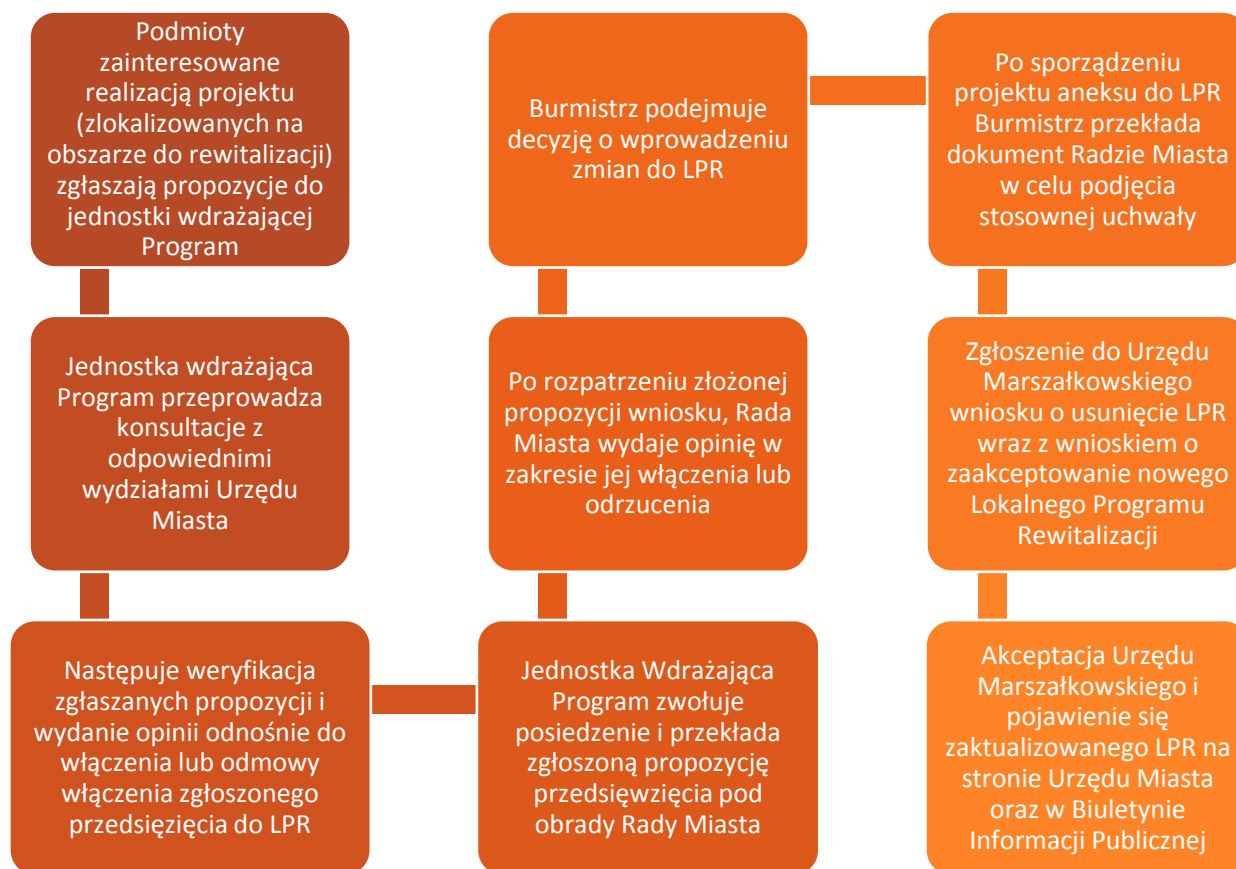 Podmioty
zainteresowane
realizacją projektu
(zlokalizowanych na
obszarze do rewitalizacji)
zgłaszają propozycje do
jednostki wdrażającej
Program
Jednostka wdrażająca
Program przeprowadza
konsultacje z
odpowiednimi
wydziałami Urzędu
Miasta
Następuje weryfikacja
zgłaszanych propozycji i
wydanie opinii odnośnie do
włączenia lub odmowy
włączenia zgłoszonego
przedsięzięcia do LPR
Jednostka Wdrażająca
Program zwołuje
posiedzenie i przekłada
zgłoszoną propozycję
przedsięwzięcia pod
obrady Rady Miasta
Po rozpatrzeniu złożonej
propozycji wniosku, Rada
Miasta wydaje opinię w
zakresie jej włączenia lub
odrzucenia
Burmistrz podejmuje
decyzję o wprowadzeniu
zmian do LPR
Po sporządzeniu
projektu aneksu do LPR
Burmistrz przekłada
dokument Radzie Miasta
w celu podjęcia
stosownej uchwały
Zgłoszenie do Urzędu
Marszałkowskiego
wniosku o usunięcie LPR
wraz z wnioskiem o
zaakceptowanie nowego
Lokalnego Programu
Rewitalizacji
Akceptacja Urzędu
Marszałkowskiego i
pojawienie się
zaktualizowanego LPR na
stronie Urzędu Miasta
oraz w Biuletynie
Informacji Publicznej